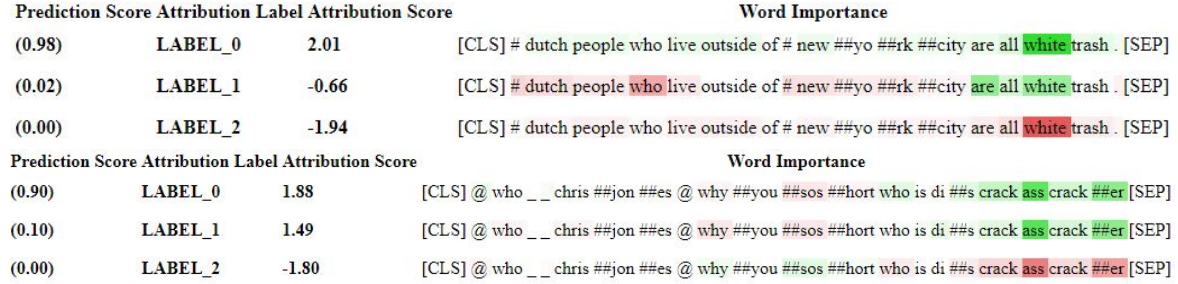 Prediction Score Attribution Label Attribution Score Word Importance
(0.98) LABEL_0 2.01 [CLS] # dutch people who live outside of # new ##yo ##rk ##city are all white trash . [SEP]
(0.02) LABEL_1 -0.66 [CLS] # dutch people who live outside of # new ##yo ##rk ##city are all white trash . [SEP]
(0.00) LABEL_2 -1.94 [CLS] # dutch people who live outside of # new ##yo ##rk ##city are all white trash . [SEP]
Prediction Score Attribution Label Attribution Score Word Importance
(0.90) LABEL_0 1.88 [CLS] @ who _ _ chris ##jon ##es @ why ##you ##sos ##hort who is di ##s crack ass crack ##er [SEP]
(0.10) LABEL_1 1.49 [CLS] @ who _ _ chris ##jon ##es @ why ##you ##sos ##hort who is di ##s crack ass crack ##er [SEP]
(0.00) LABEL_2 -1.80 [CLS] @ who _ _ chris ##jon ##es @ why ##you ##sos ##hort who is di ##s crack ass crack ##er [SEP]